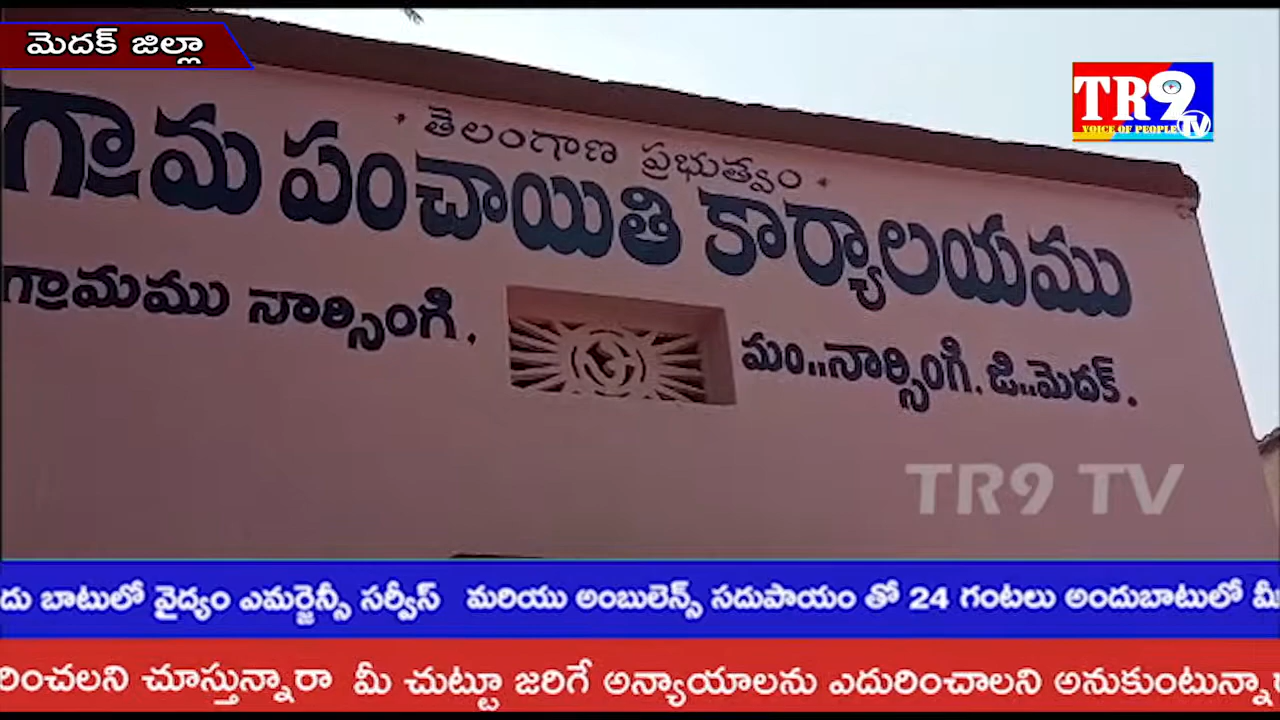 మెదక్ జిల్లా
TR9
VOICE OF PEOPLE TV
తెలంగాణ ప్రభుత్వం
గ్రామ పంచాయితి కార్యాలయము
గ్రామము నార్సింగి. మం..నార్సింగి. జి..మెదక్.
TR9 TV
దు బాటులో వైద్యం ఎమర్జెన్సీ సర్వీస్ మరియు అంబులెన్స్ సదుపాయం తో 24 గంటలు అందుబాటులో మీ
రించలని చూస్తున్నారా మీ చుట్టూ జరిగే అన్యాయాలను ఎదురించాలని అనుకుంటున్నా